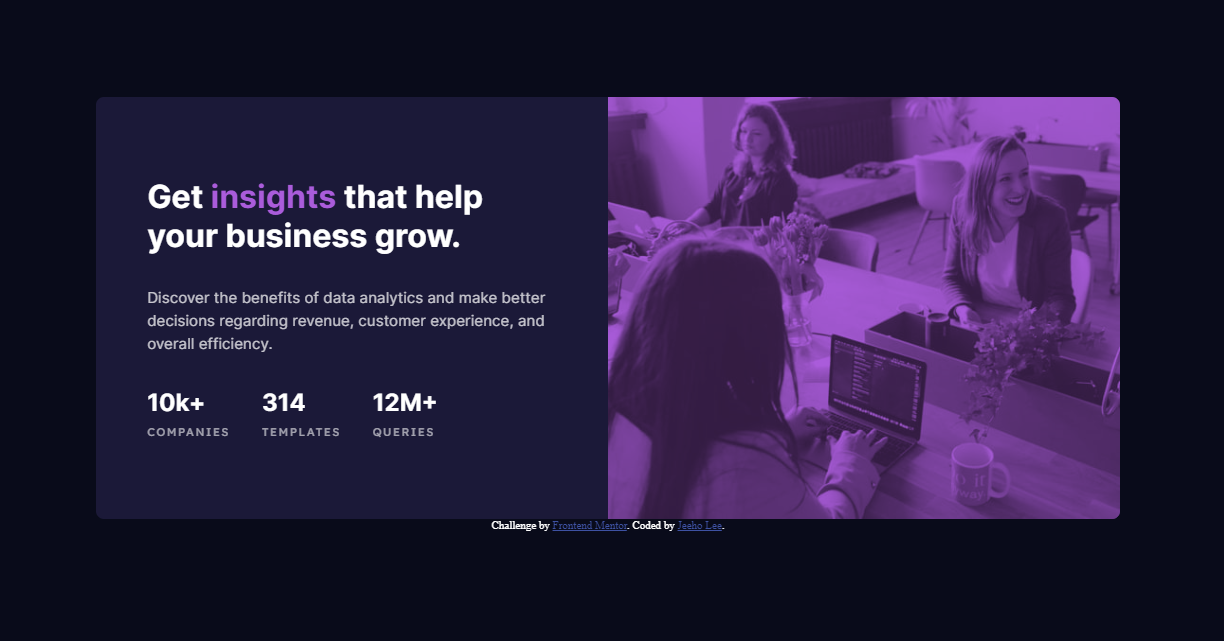 Get insights that help
your business grow.
Discover the benefits of data analytics and make better
decisions regarding revenue, customer experience, and
overall efficiency.
10k+ 314 12M+
COMPANIES TEMPLATES QUERIES
Challenge by Frontend Mentor. Coded by Jeeho Lee.